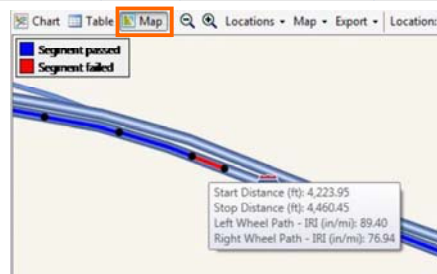 Chart Table Map Locations Map Export Location:
Segment passed
Segment failed
Start Distance (ft): 4,223.95
Stop Distance (ft): 4,460.45
Left Wheel Path - IRI (in/mi): 89.40
Right Wheel Path - IRI (in/mi): 76.94